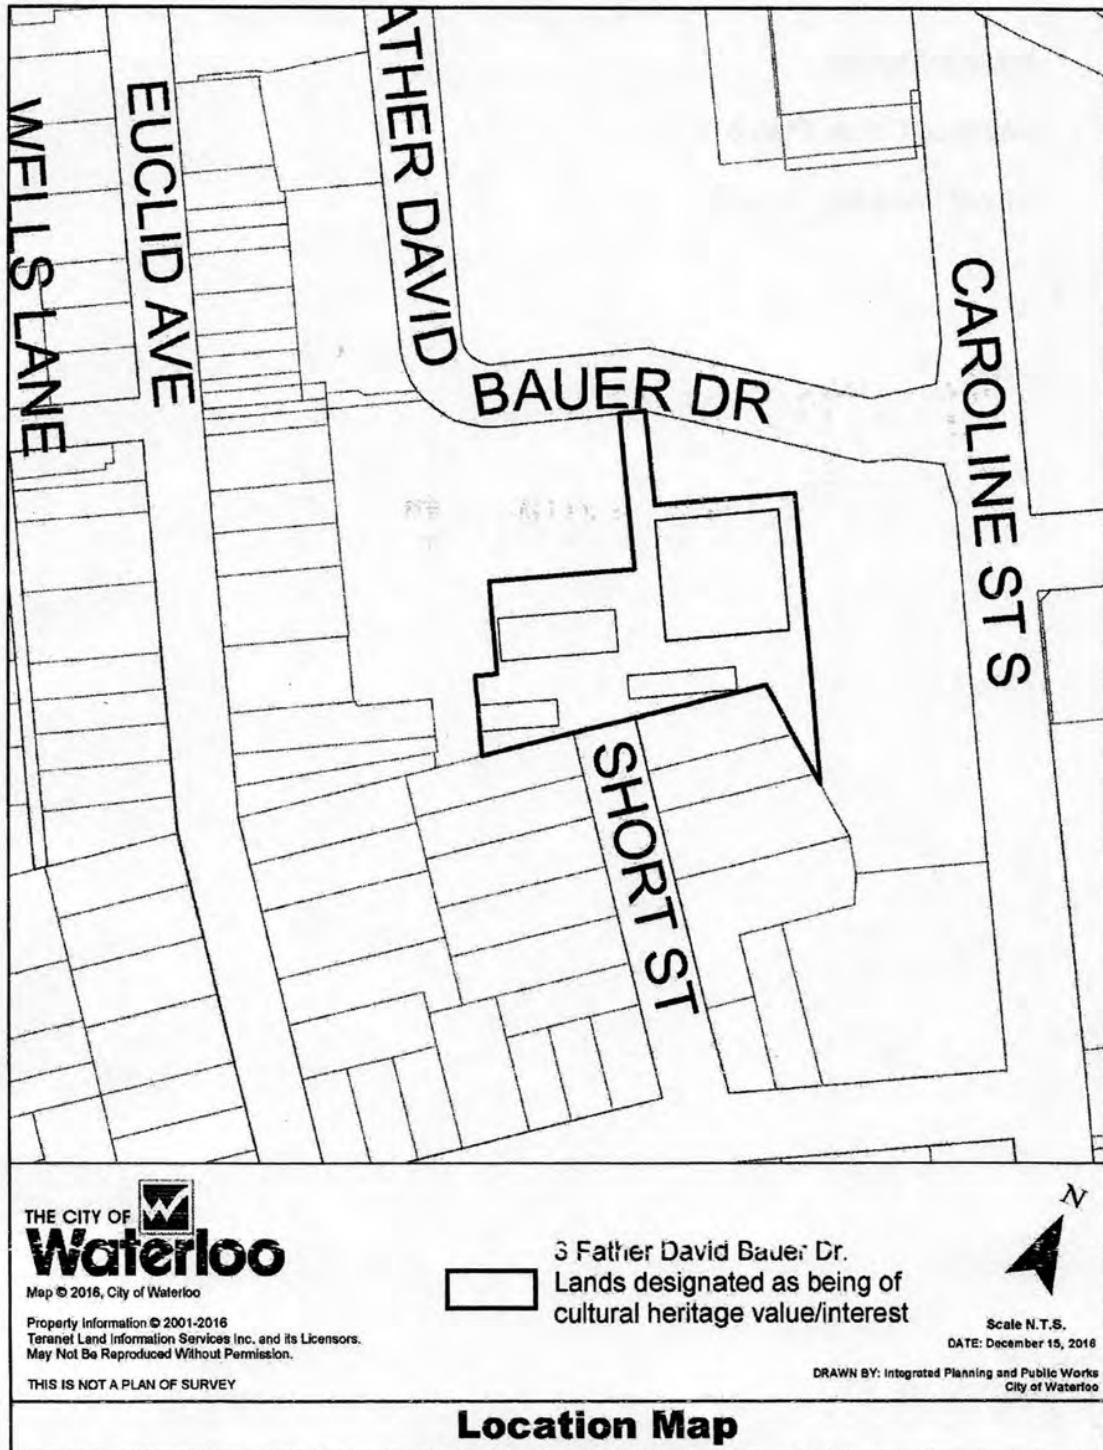 WELLS LANE
EUCLID AVE
FATHER DAVID
BAUER DR
CAROLINE ST S
SHORT ST
THE CITY OF
Waterloo
Map © 2016, City of Waterloo
Property Information © 2001-2016
Teranet Land Information Services Inc. and its Licensors.
May Not Be Reproduced Without Permission.
THIS IS NOT A PLAN OF SURVEY
3 Father David Bauer Dr.
Lands designated as being of
cultural heritage value/interest
N
Scale N.T.S.
DATE: December 15, 2016
DRAWN BY: Integrated Planning and Public Works
City of Waterloo
Location Map